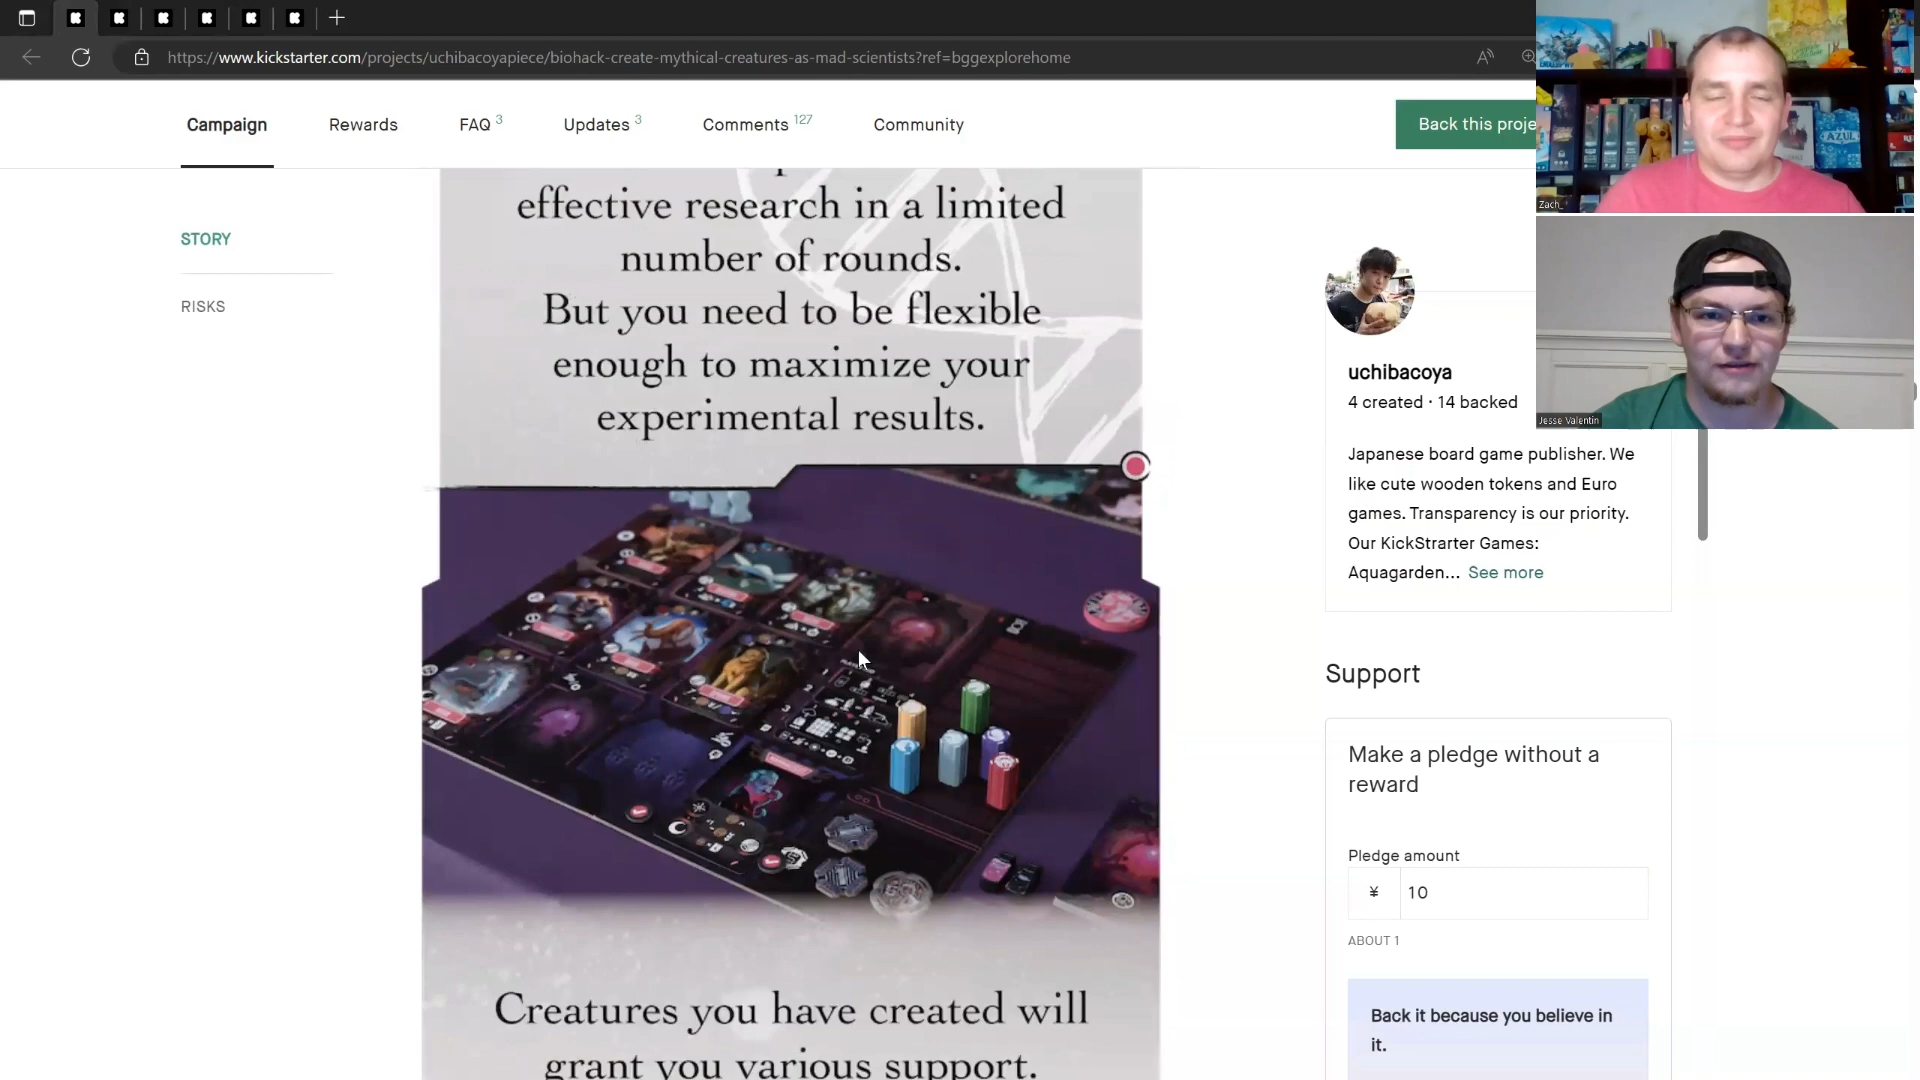 https://www.kickstarter.com/projects/uchibacoyapiece/biohack-create-mythical-creatures-as-mad-scientists?ref=bggexplorehome
Campaign
Rewards
FAQ 3
Updates 3
Comments 127
Community
Back this proje
STORY
RISKS
effective research in a limited
number of rounds.
But you need to be flexible
enough to maximize your
experimental results.
Creatures you have created will
grant you various support.
uchibacoya
4 created · 14 backed
Japanese board game publisher. We
like cute wooden tokens and Euro
games. Transparency is our priority.
Our KickStrarter Games:
Aquagarden... See more
Support
Make a pledge without a
reward
Pledge amount
¥ 10
ABOUT 1
Back it because you believe in
it.
Zach_
AZUL
Jesse Valentin